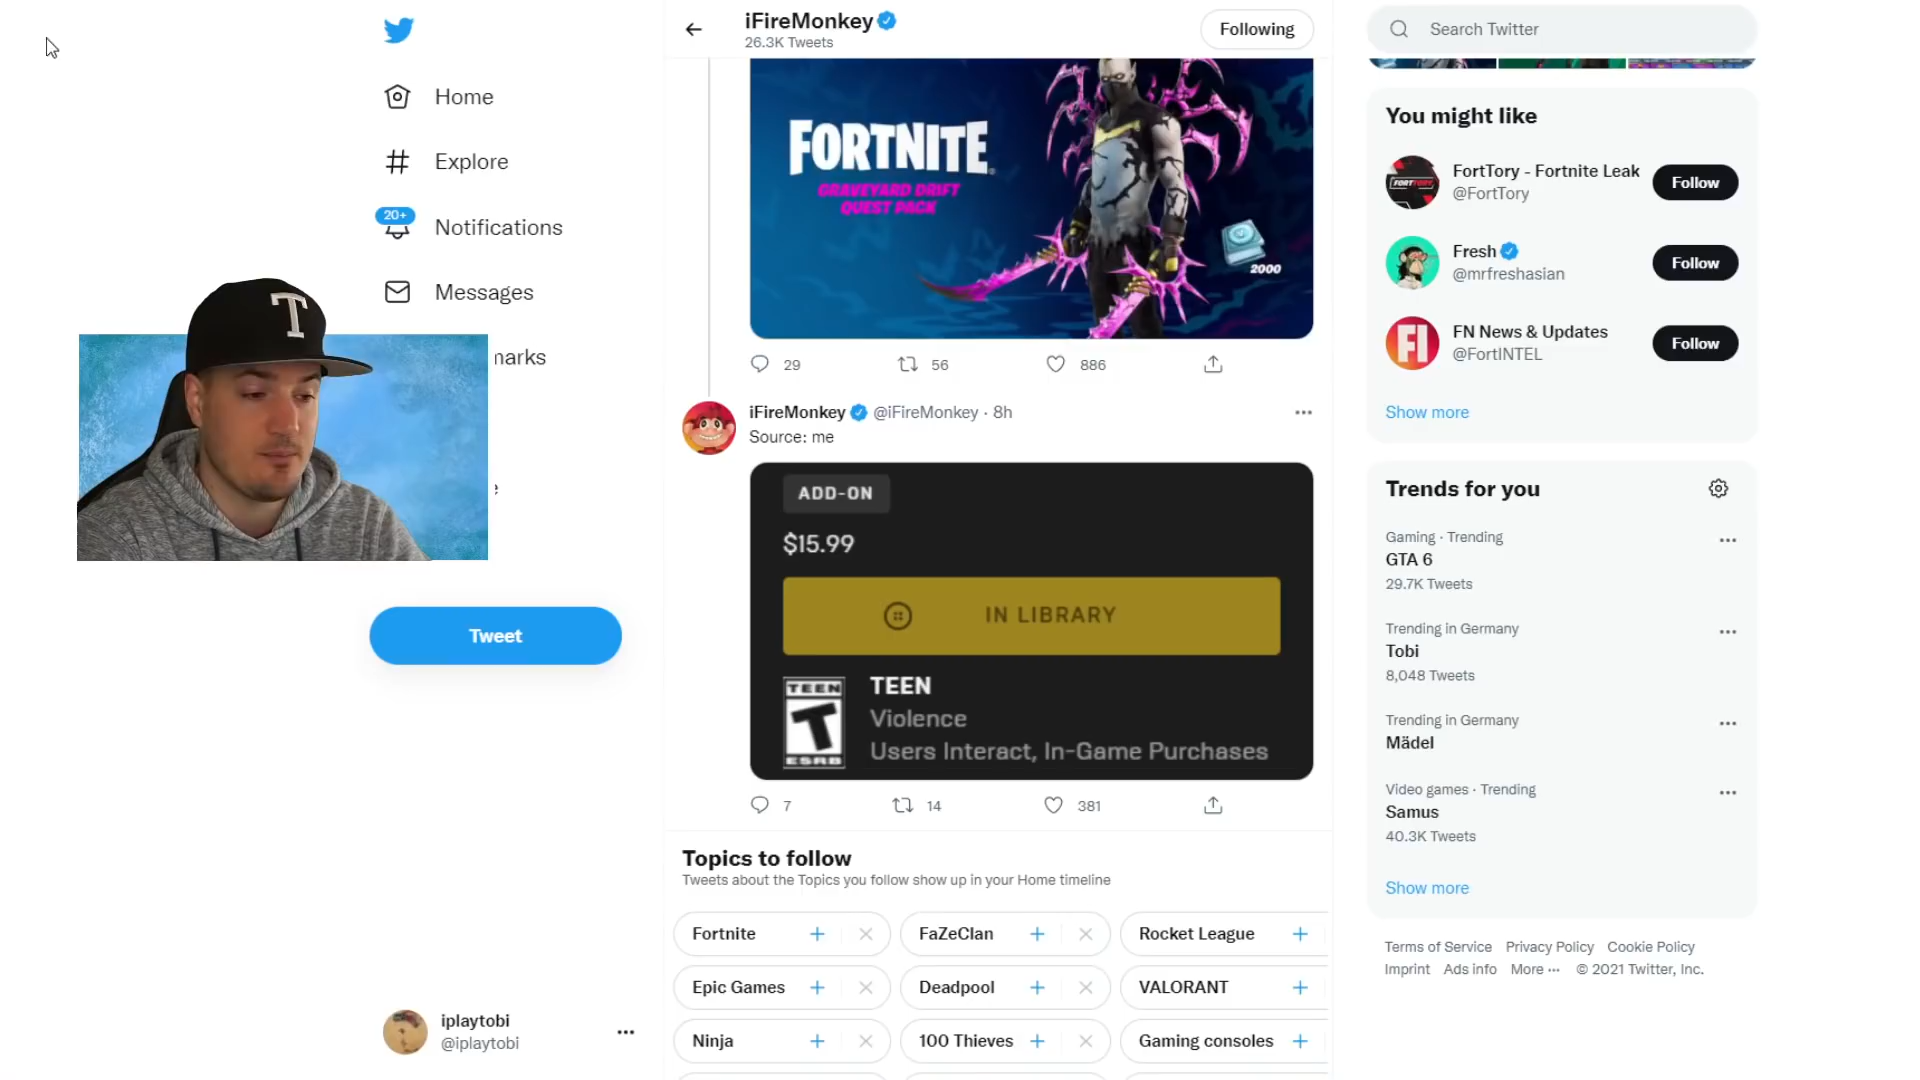 iFireMonkey
26.3K Tweets
Following
Search Twitter
Home
Explore
20+
Notifications
Messages
marks
e
Tweet
iplaytobi
@iplaytobi
T
FORTNITE
GRAVEYARD DRIFT
QUEST PACK
2000
29
56
886
iFireMonkey @iFireMonkey · 8h
Source: me
ADD-ON
$15.99
IN LIBRARY
TEEN
T
ESRB
TEEN
Violence
Users Interact, In-Game Purchases
7
14
381
Topics to follow
Tweets about the Topics you follow show up in your Home timeline
Fortnite
FaZeClan
Rocket League
Epic Games
Deadpool
VALORANT
Ninja
100 Thieves
Gaming consoles
You might like
FORTTORY
FortTory - Fortnite Leak
@FortTory
Follow
Fresh
@mrfreshasian
Follow
FI
FN News & Updates
@FortINTEL
Follow
Show more
Trends for you
Gaming · Trending
GTA 6
29.7K Tweets
Trending in Germany
Tobi
8,048 Tweets
Trending in Germany
Mädel
Video games · Trending
Samus
40.3K Tweets
Show more
Terms of Service Privacy Policy Cookie Policy
Imprint Ads info More ··· © 2021 Twitter, Inc.